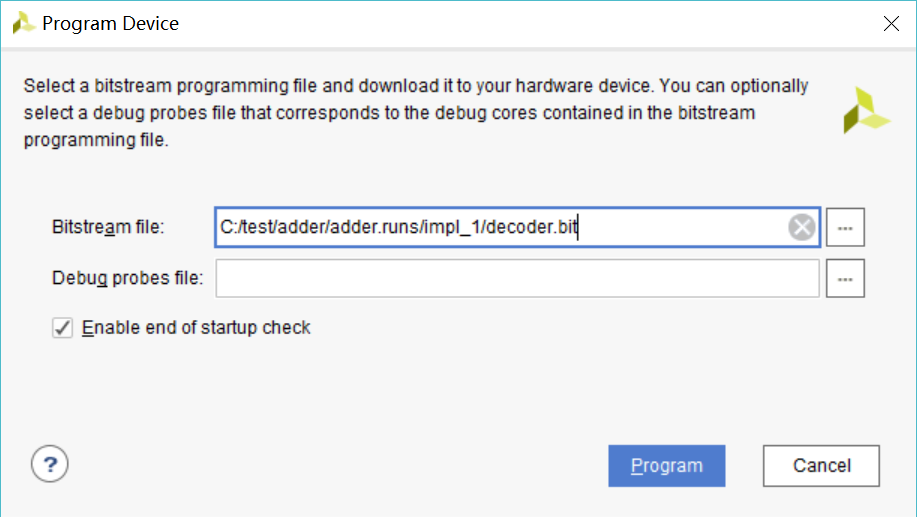 Program Device
Select a bitstream programming file and download it to your hardware device. You can optionally
select a debug probes file that corresponds to the debug cores contained in the bitstream
programming file.
Bitstream file: C:/test/adder/adder.runs/impl_1/decoder.bit ...
Debug probes file: ...
Enable end of startup check
? Program Cancel